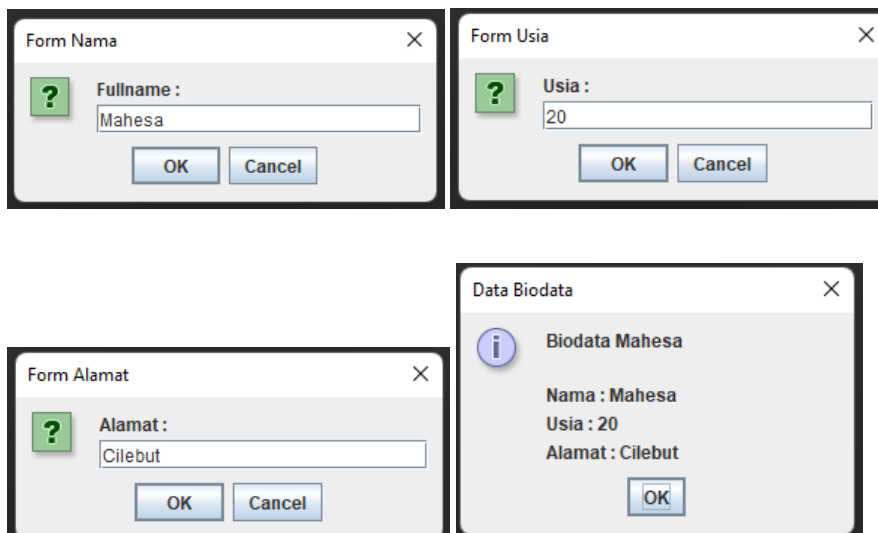 Form Nama
?
Fullname :
Mahesa
OK Cancel
Form Usia
?
Usia :
20
OK Cancel
Form Alamat
?
Alamat :
Cilebut
OK Cancel
Data Biodata
i
Biodata Mahesa
Nama : Mahesa
Usia : 20
Alamat : Cilebut
OK